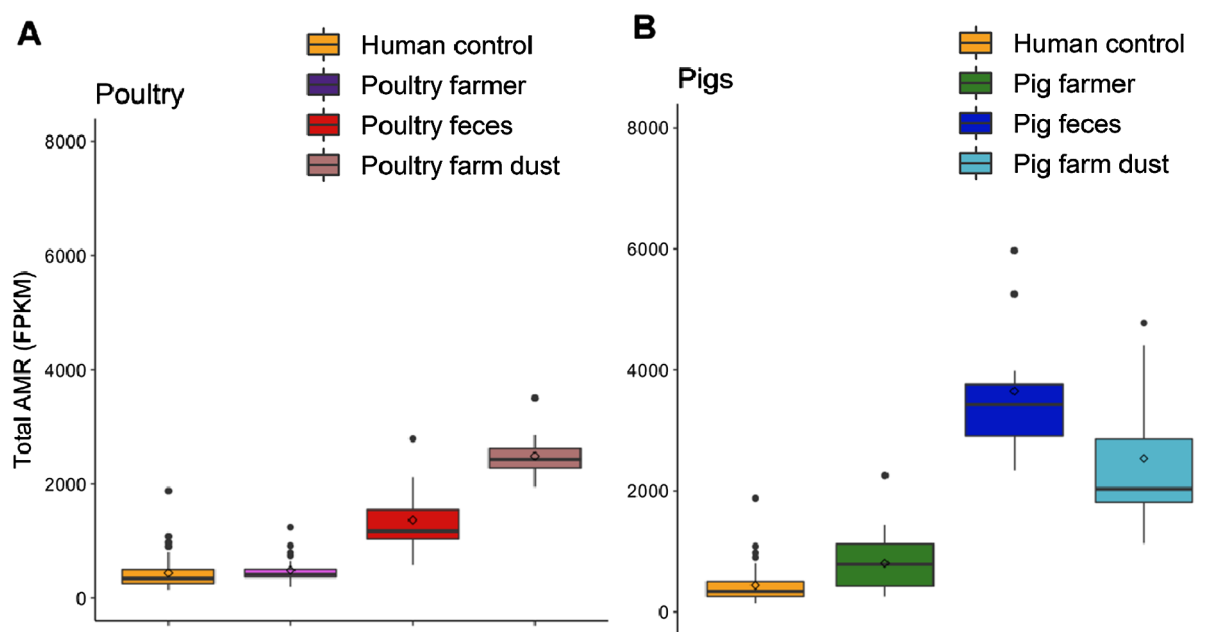 A
Human control
Poultry farmer
Poultry feces
Poultry farm dust
Poultry
Total AMR (FPKM)
8000
6000
4000
2000
0
B
Human control
Pig farmer
Pig feces
Pig farm dust
Pigs
8000
6000
4000
2000
0